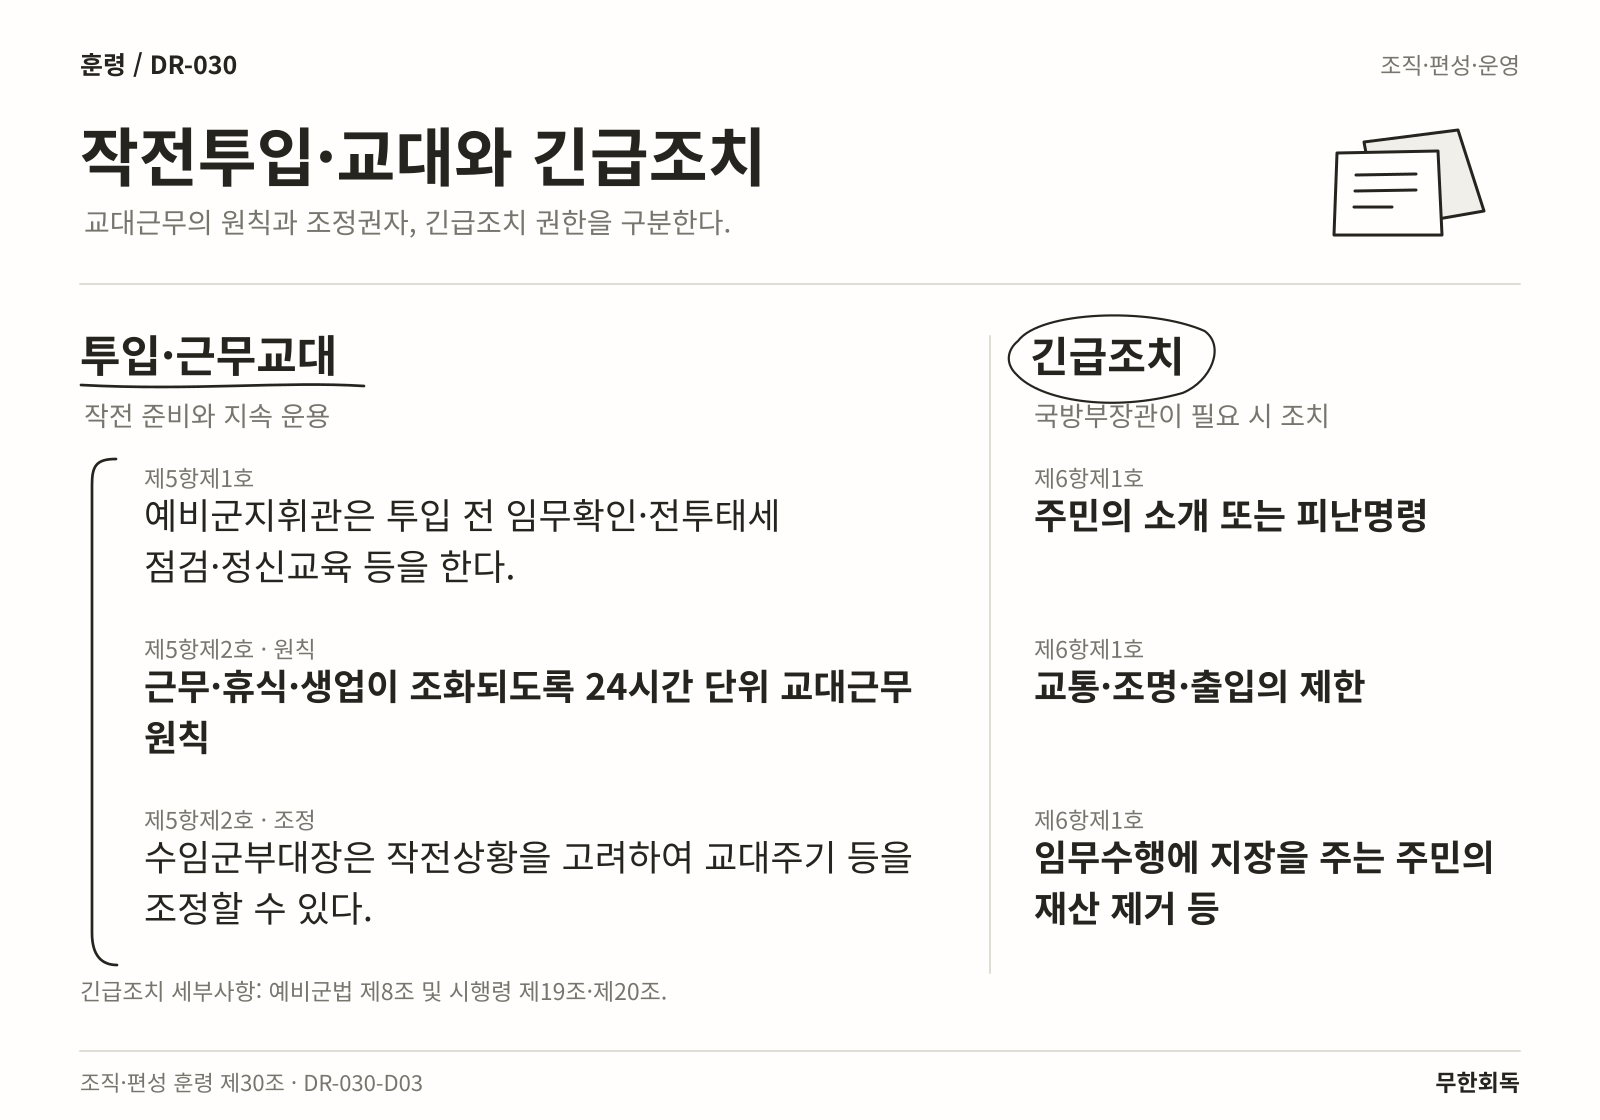 훈령 / DR-030
조직·편성·운영
작전투입·교대와 긴급조치
교대근무의 원칙과 조정권자, 긴급조치 권한을 구분한다.
투입·근무교대
작전 준비와 지속 운용
제5항제1호
예비군지휘관은 투입 전 임무확인·전투태세
점검·정신교육 등을 한다.
제5항제2호 · 원칙
근무·휴식·생업이 조화되도록 24시간 단위 교대근무
원칙
제5항제2호 · 조정
수임군부대장은 작전상황을 고려하여 교대주기 등을
조정할 수 있다.
긴급조치
국방부장관이 필요 시 조치
제6항제1호
주민의 소개 또는 피난명령
제6항제1호
교통·조명·출입의 제한
제6항제1호
임무수행에 지장을 주는 주민의
재산 제거 등
긴급조치 세부사항: 예비군법 제8조 및 시행령 제19조·제20조.
조직·편성 훈령 제30조 · DR-030-D03
무한회독